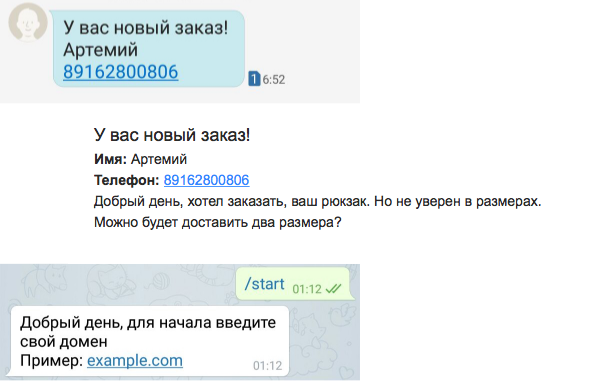 У вас новый заказ!
Артемий
89162800806
1 6:52
У вас новый заказ!
Имя: Артемий
Телефон: 89162800806
Добрый день, хотел заказать, ваш рюкзак. Но не уверен в размерах.
Можно будет доставить два размера?
/start 01:12
Добрый день, для начала введите
свой домен
Пример: example.com
01:12